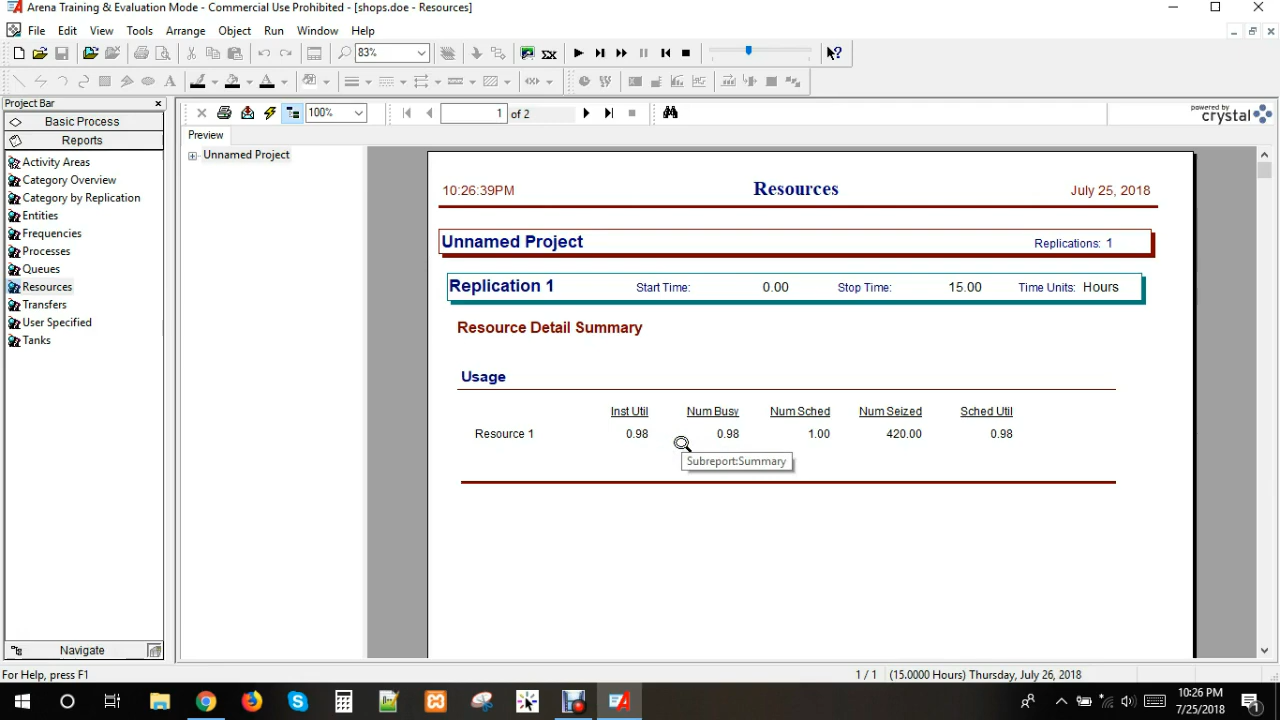 Arena Training & Evaluation Mode - Commercial Use Prohibited - [shops.doe - Resources]
File Edit View Tools Arrange Object Run Window Help
83%
Project Bar
100% 1 of 2 powered by crystal
Basic Process
Preview
Reports
Unnamed Project
Activity Areas
Category Overview
Category by Replication
Entities
Frequencies
Processes
Queues
Resources
Transfers
User Specified
Tanks
Navigate
10:26:39PM Resources July 25, 2018
Unnamed Project Replications: 1
Replication 1 Start Time: 0.00 Stop Time: 15.00 Time Units: Hours
Resource Detail Summary
Usage
Inst Util Num Busy Num Sched Num Seized Sched Util
Resource 1 0.98 0.98 1.00 420.00 0.98
Subreport:Summary
For Help, press F1 1 / 1 (15.0000 Hours) Thursday, July 26, 2018
10:26 PM
7/25/2018
1